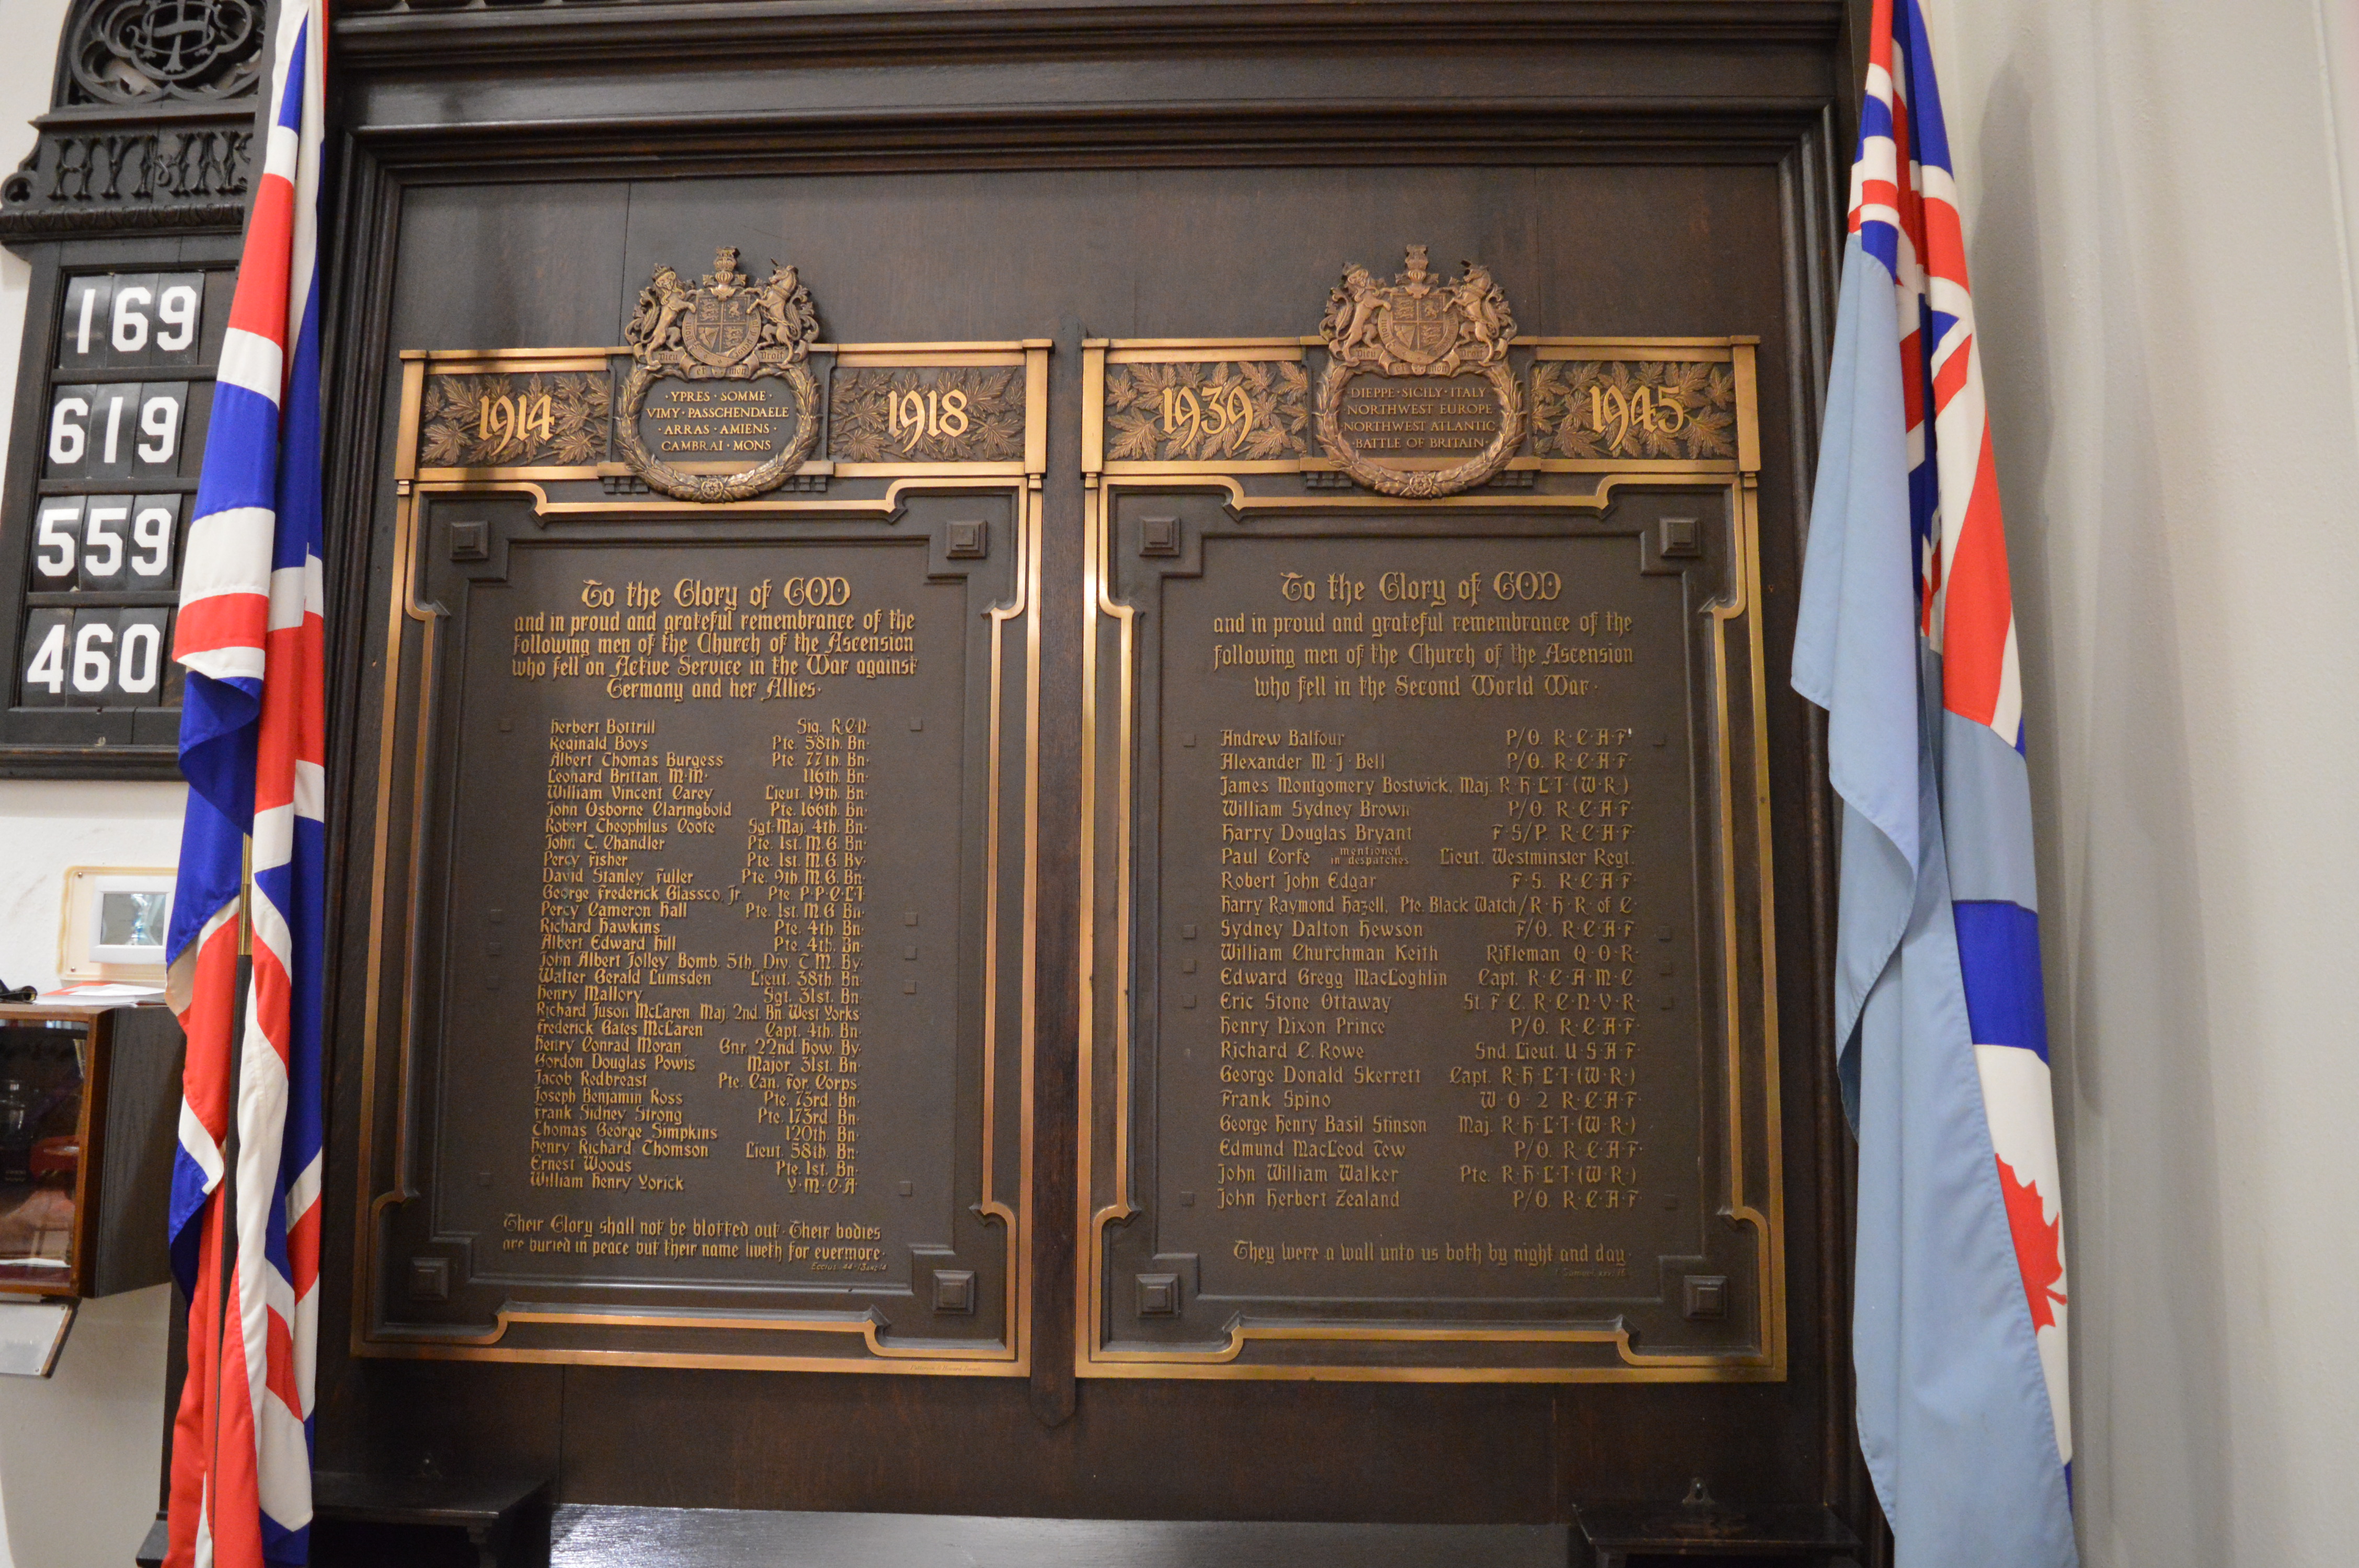 HYMNS
169
619
559
460
Dieu et mon Droit
1914
·YPRES·SOMME·
VIMY·PASSCHENDAELE
·ARRAS·AMIENS·
CAMBRAI·MONS
1918
To the Glory of GOD
and in proud and grateful remembrance of the
following men of the Church of the Ascension
who fell on Active Service in the War against
Germany and her Allies·
Herbert Bottrill Sig. R·C·N·
Reginald Boys Pte. 58th. Bn·
Albert Thomas Burgess Pte. 77th. Bn·
Leonard Brittan, M·M· 116th. Bn·
William Vincent Carey Lieut. 19th. Bn·
John Osborne Claringbold Pte. 166th. Bn·
Robert Theophilus Coote Sgt·Maj. 4th. Bn·
John C. Chandler Pte. 1st. M.G. Bn·
Percy Fisher Pte. 1st. M.G. By·
David Stanley Fuller Pte. 9th. M.G. Bn·
George Frederick Glassco, Jr. Pte. P·P·C·L·I·
Percy Cameron Hall Pte. 1st. M.G. Bn·
Richard Hawkins Pte. 4th. Bn·
Albert Edward Hill Pte. 4th. Bn·
John Albert Jolley Bomb. 5th. Div. T.M. By·
Walter Gerald Lumsden Lieut. 38th. Bn·
Henry Mallory Sgt. 31st. Bn·
Richard Juson McLaren Maj. 2nd. Bn. West Yorks
Frederick Gates McLaren Capt. 4th. Bn·
Henry Conrad Moran Gnr. 22nd. How. By·
Gordon Douglas Powis Major 31st. Bn·
Jacob Redbreast Pte. Can. For. Corps
Joseph Benjamin Ross Pte. 73rd. Bn·
Frank Sidney Strong Pte. 173rd. Bn·
Thomas George Simpkins 120th. Bn·
Henry Richard Thomson Lieut. 58th. Bn·
Ernest Woods Pte. 1st. Bn·
William Henry Yorick Y·M·C·A·
Their Glory shall not be blotted out· Their bodies
are buried in peace but their name liveth for evermore·
Dieu et mon Droit
1939
DIEPPE·SICILY·ITALY
NORTHWEST EUROPE
NORTHWEST ATLANTIC
·BATTLE OF BRITAIN·
1945
To the Glory of GOD
and in proud and grateful remembrance of the
following men of the Church of the Ascension
who fell in the Second World War·
Andrew Balfour P/O. R·C·A·F·
Alexander M·J·Bell P/O. R·C·A·F·
James Montgomery Bostwick, Maj. R·H·L·I·(W·R·)
William Sydney Brown P/O. R·C·A·F·
Harry Douglas Bryant F·S/P. R·C·A·F·
Paul Corfe mentioned in despatches Lieut. Westminster Regt.
Robert John Edgar F·S. R·C·A·F·
Harry Raymond Hazell, Pte. Black Watch/R·H·R· of C·
Sydney Dalton Hewson F/O. R·C·A·F·
William Churchman Keith Rifleman Q·O·R·
Edward Gregg MacLoghlin Capt. R·C·A·M·C·
Eric Stone Ottaway St. F·C. R·C·N·V·R·
Henry Nixon Prince P/O. R·C·A·F·
Richard C. Rowe Snd. Lieut. U·S·A·F·
George Donald Skerrett Capt. R·H·L·I·(W·R·)
Frank Spino W·O·2 R·C·A·F·
George Henry Basil Stinson Maj. R·H·L·I·(W·R·)
Edmund MacLeod Tew P/O. R·C·A·F·
John William Walker Pte. R·H·L·I·(W·R·)
John Herbert Zealand P/O. R·C·A·F·
They were a wall unto us both by night and day·